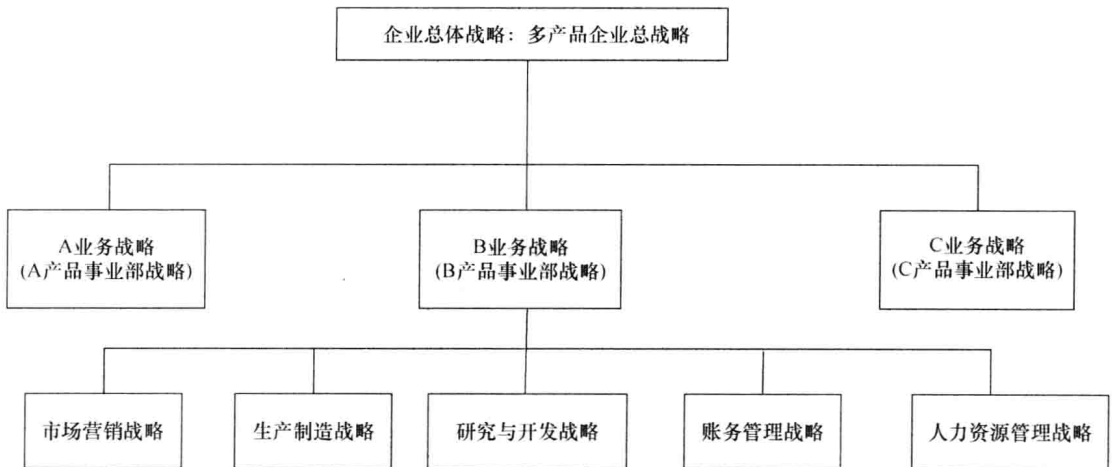 企业总体战略：多产品企业总战略
A业务战略
(A产品事业部战略)
B业务战略
(B产品事业部战略)
C业务战略
(C产品事业部战略)
市场营销战略
生产制造战略
研究与开发战略
账务管理战略
人力资源管理战略